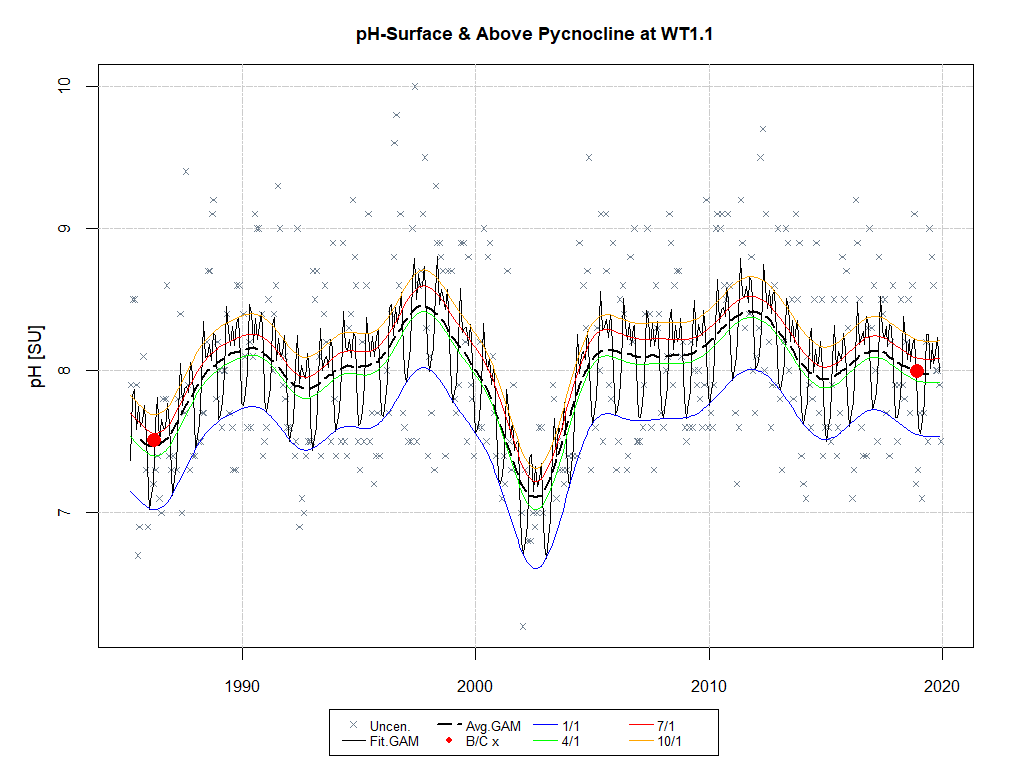 pH-Surface & Above Pycnocline at WT1.1
pH [SU]
10
9
8
7
1990 2000 2010 2020
Uncen. Avg.GAM 1/1 7/1
Fit.GAM B/C x 4/1 10/1